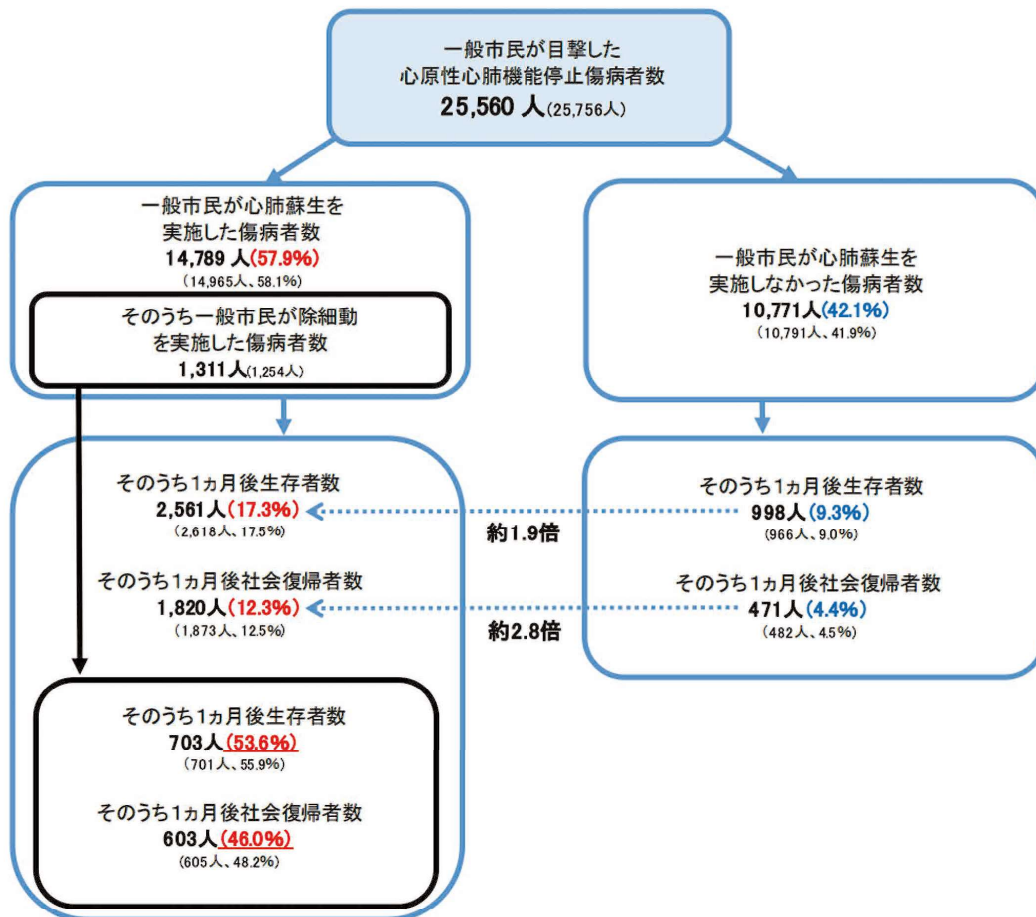 一般市民が目撃した
心原性心肺機能停止傷病者数
25,560 人(25,756人)
一般市民が心肺蘇生を
実施した傷病者数
14,789 人(57.9%)
(14,965人、58.1%)
そのうち一般市民が除細動
を実施した傷病者数
1,311人(1,254人)
一般市民が心肺蘇生を
実施しなかった傷病者数
10,771人(42.1%)
(10,791人、41.9%)
そのうち1ヵ月後生存者数
2,561人(17.3%)
(2,618人、17.5%)
約1.9倍
そのうち1ヵ月後生存者数
998人(9.3%)
(966人、9.0%)
そのうち1ヵ月後社会復帰者数
1,820人(12.3%)
(1,873人、12.5%)
約2.8倍
そのうち1ヵ月後社会復帰者数
471人(4.4%)
(482人、4.5%)
そのうち1ヵ月後生存者数
703人(53.6%)
(701人、55.9%)
そのうち1ヵ月後社会復帰者数
603人(46.0%)
(605人、48.2%)